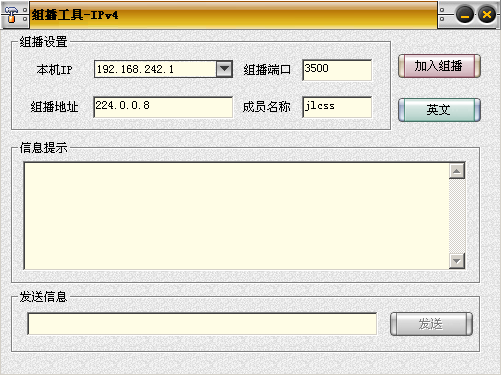 组播工具-IPv4
组播设置
本机IP 192.168.242.1 组播端口 3500 加入组播
组播地址 224.0.0.8 成员名称 jlcss 英文
信息提示
发送信息
发送